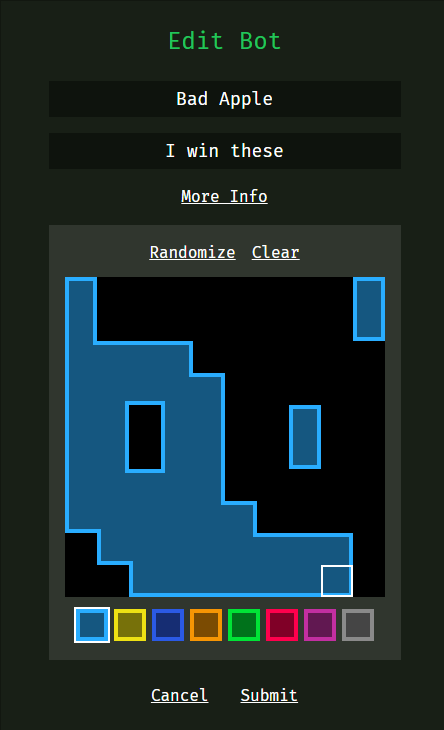 Edit Bot
Bad Apple
I win these
More Info
Randomize Clear
Cancel Submit